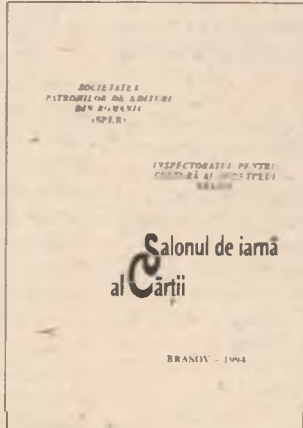 SOCIETATEA
PATRONILOR DE EDITURI
DIN ROMÂNIA
(SPER)
INSPECTORATUL PENTRU
CULTURĂ AL JUDEȚULUI
BRAȘOV
Salonul de iarnă
al Cărții
BRASOV - 1994